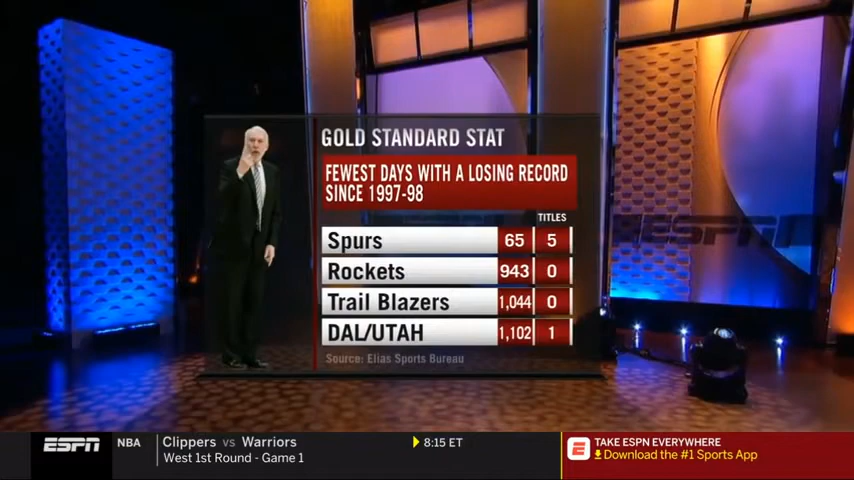 GOLD STANDARD STAT
FEWEST DAYS WITH A LOSING RECORD
SINCE 1997-98
TITLES
Spurs 65 5
Rockets 943 0
Trail Blazers 1,044 0
DAL/UTAH 1,102 1
Source: Elias Sports Bureau
ESPN
ESPN NBA Clippers vs Warriors 8:15 ET
West 1st Round - Game 1
TAKE ESPN EVERYWHERE
Download the #1 Sports App